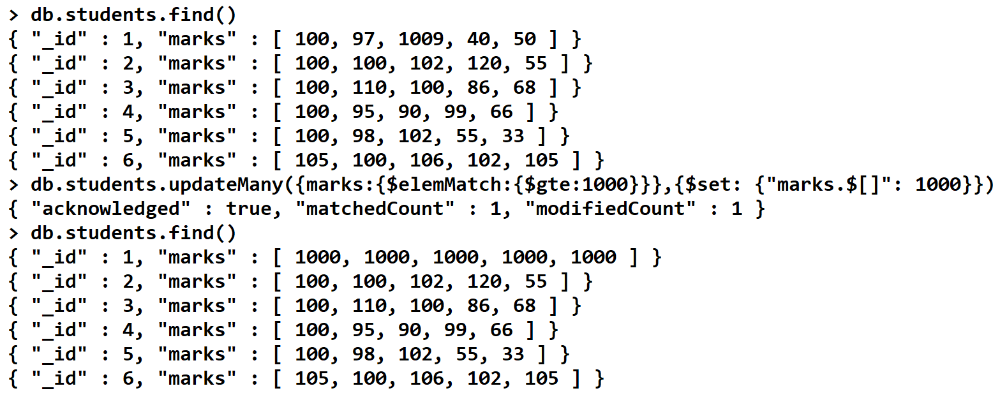 > db.students.find()
{ "_id" : 1, "marks" : [ 100, 97, 1009, 40, 50 ] }
{ "_id" : 2, "marks" : [ 100, 100, 102, 120, 55 ] }
{ "_id" : 3, "marks" : [ 100, 110, 100, 86, 68 ] }
{ "_id" : 4, "marks" : [ 100, 95, 90, 99, 66 ] }
{ "_id" : 5, "marks" : [ 100, 98, 102, 55, 33 ] }
{ "_id" : 6, "marks" : [ 105, 100, 106, 102, 105 ] }
> db.students.updateMany({marks:{$elemMatch:{$gte:1000}}},{$set: {"marks.$[]": 1000}})
{ "acknowledged" : true, "matchedCount" : 1, "modifiedCount" : 1 }
> db.students.find()
{ "_id" : 1, "marks" : [ 1000, 1000, 1000, 1000, 1000 ] }
{ "_id" : 2, "marks" : [ 100, 100, 102, 120, 55 ] }
{ "_id" : 3, "marks" : [ 100, 110, 100, 86, 68 ] }
{ "_id" : 4, "marks" : [ 100, 95, 90, 99, 66 ] }
{ "_id" : 5, "marks" : [ 100, 98, 102, 55, 33 ] }
{ "_id" : 6, "marks" : [ 105, 100, 106, 102, 105 ] }